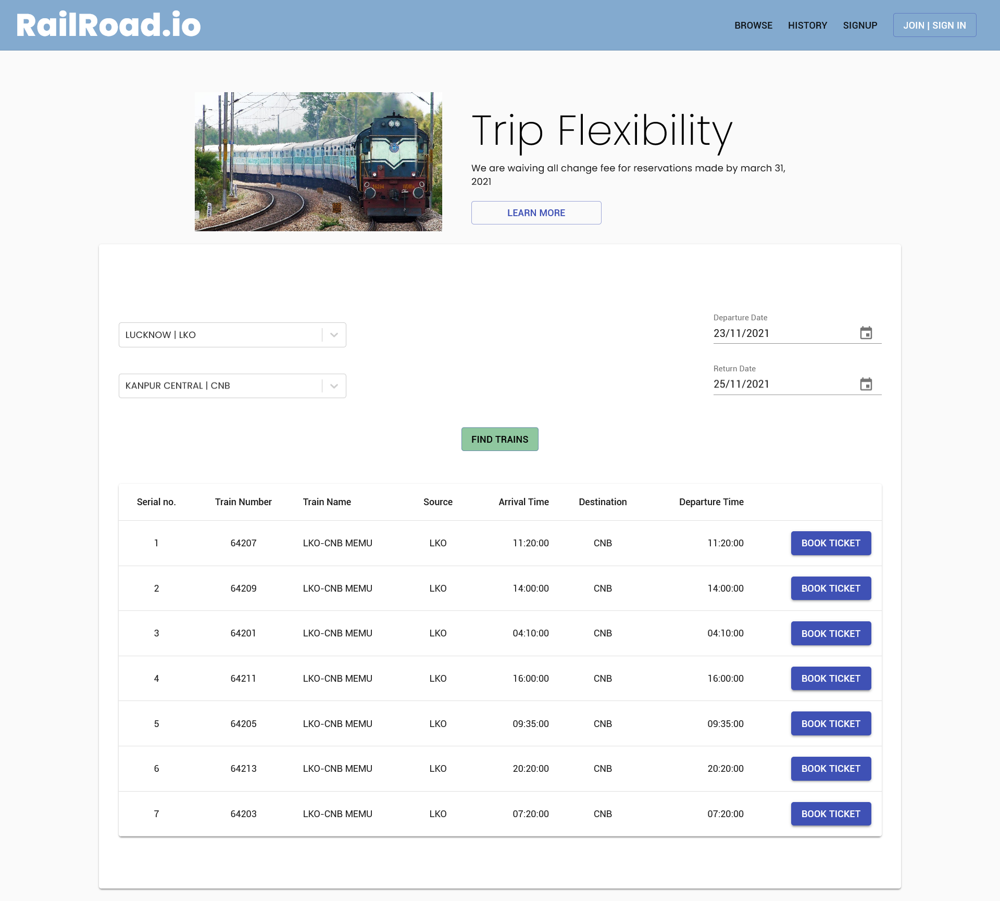 RailRoad.io
BROWSE HISTORY SIGNUP JOIN | SIGN IN
Trip Flexibility
We are waiving all change fee for reservations made by march 31,
2021
LEARN MORE
16294 WDM
LUCKNOW | LKO
Departure Date
23/11/2021
KANPUR CENTRAL | CNB
Return Date
25/11/2021
FIND TRAINS
Serial no. Train Number Train Name Source Arrival Time Destination Departure Time
1 64207 LKO-CNB MEMU LKO 11:20:00 CNB 11:20:00 BOOK TICKET
2 64209 LKO-CNB MEMU LKO 14:00:00 CNB 14:00:00 BOOK TICKET
3 64201 LKO-CNB MEMU LKO 04:10:00 CNB 04:10:00 BOOK TICKET
4 64211 LKO-CNB MEMU LKO 16:00:00 CNB 16:00:00 BOOK TICKET
5 64205 LKO-CNB MEMU LKO 09:35:00 CNB 09:35:00 BOOK TICKET
6 64213 LKO-CNB MEMU LKO 20:20:00 CNB 20:20:00 BOOK TICKET
7 64203 LKO-CNB MEMU LKO 07:20:00 CNB 07:20:00 BOOK TICKET